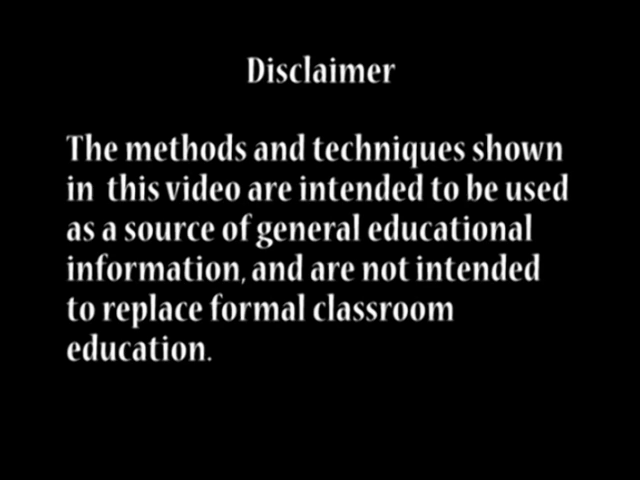 Disclaimer
The methods and techniques shown
in  this video are intended to be used
as a source of general educational
information, and are not intended
to replace formal classroom
education.